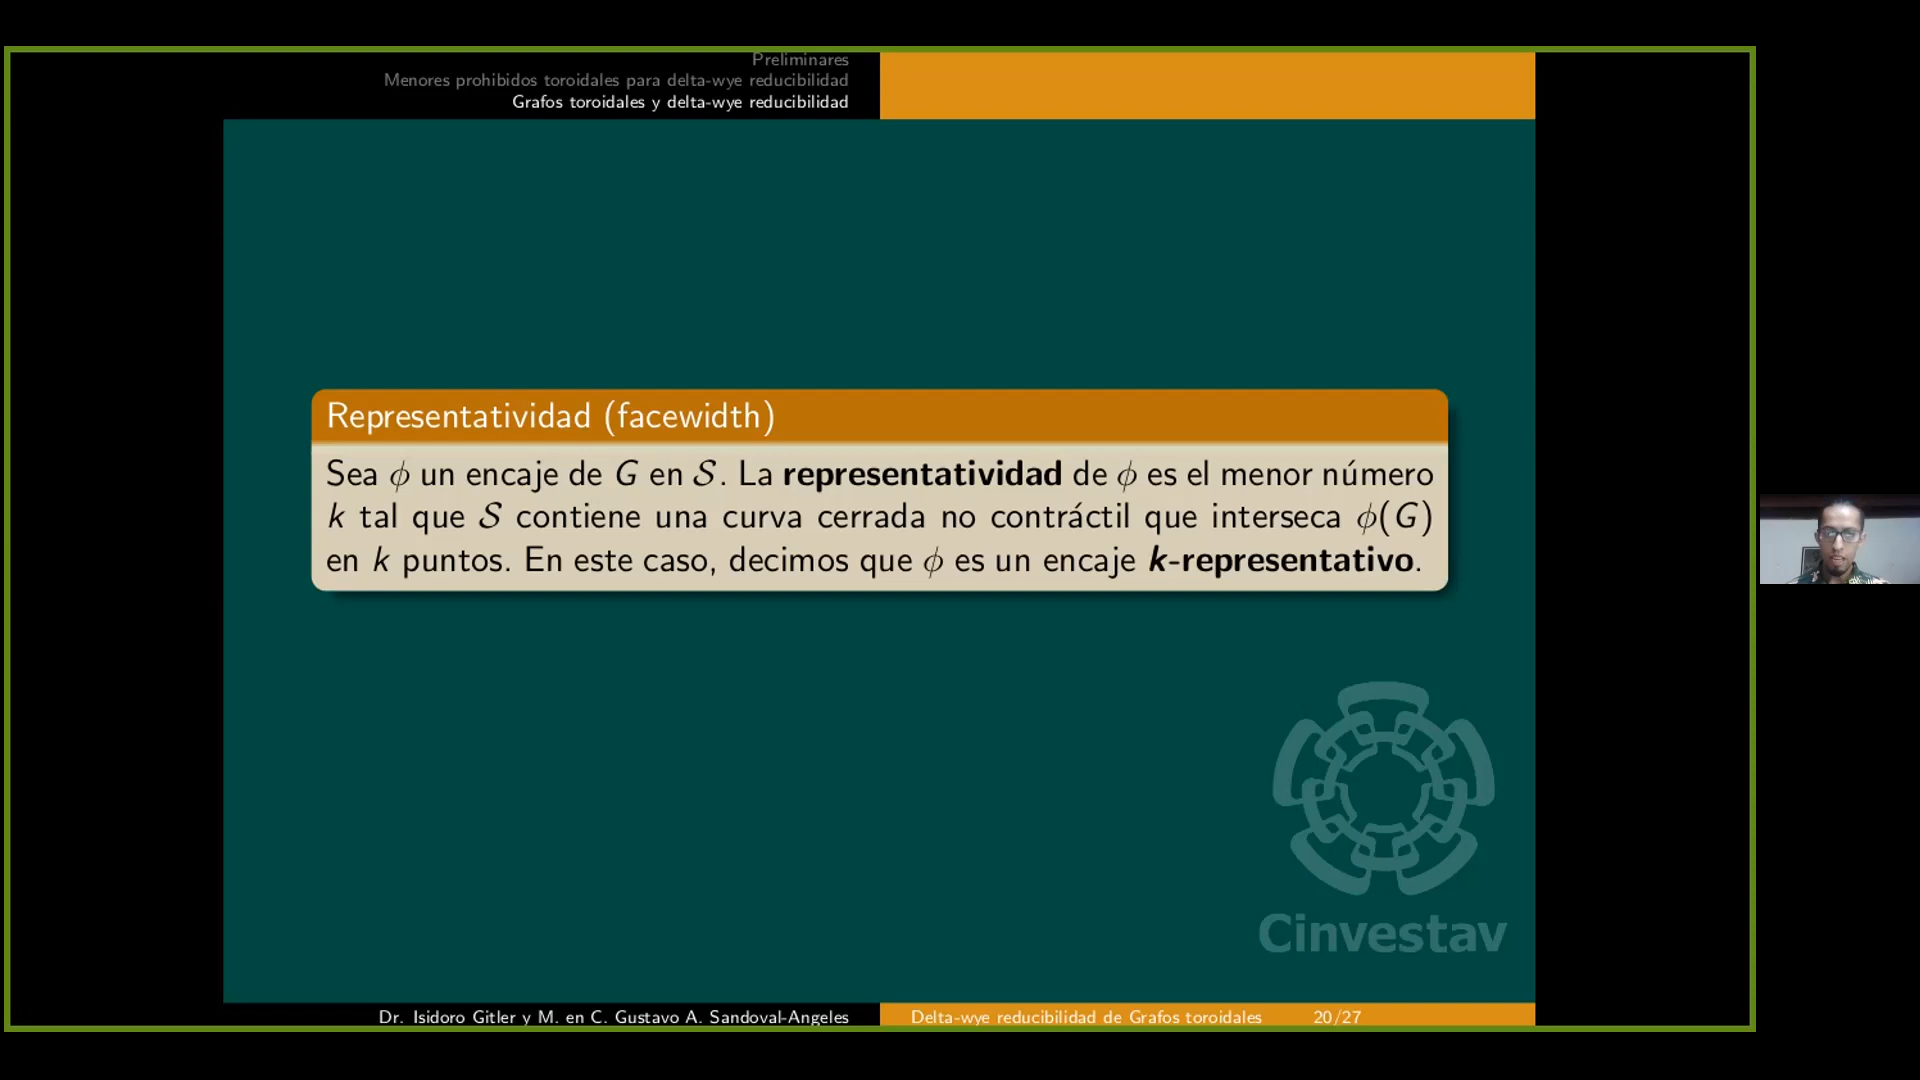 Preliminares
Menores prohibidos toroidales para delta-wye reducibilidad
Grafos toroidales y delta-wye reducibilidad
Representatividad (facewidth)
Sea ϕ un encaje de G en 𝒮. La representatividad de ϕ es el menor número
k tal que 𝒮 contiene una curva cerrada no contráctil que interseca ϕ(G)
en k puntos. En este caso, decimos que ϕ es un encaje k-representativo.
Cinvestav
Dr. Isidoro Gitler y M. en C. Gustavo A. Sandoval-Angeles
Delta-wye reducibilidad de Grafos toroidales 20/27